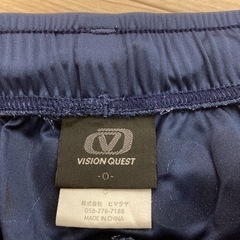 VISION QUEST
-O-
株式会社 ヒマラヤ
058-276-7188
MADE IN CHINA